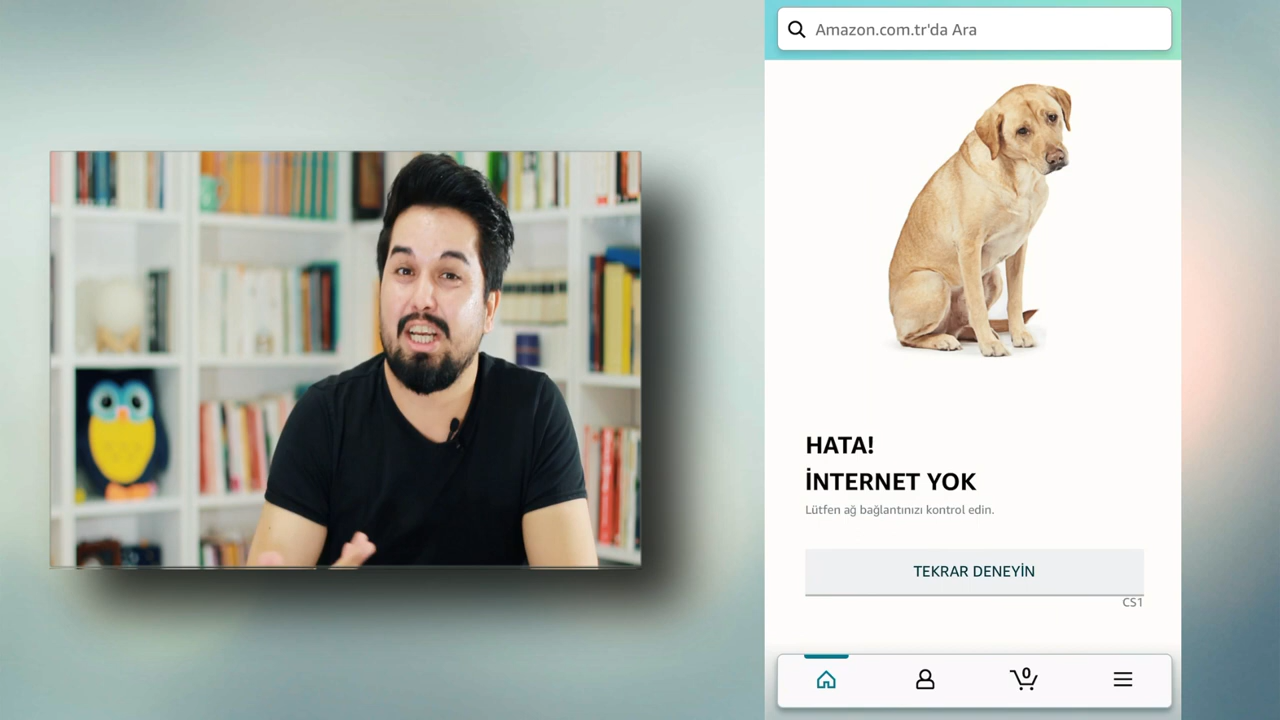 Amazon.com.tr'da Ara
HATA!
İNTERNET YOK
Lütfen ağ bağlantınızı kontrol edin.
TEKRAR DENEYİN
CS1
0